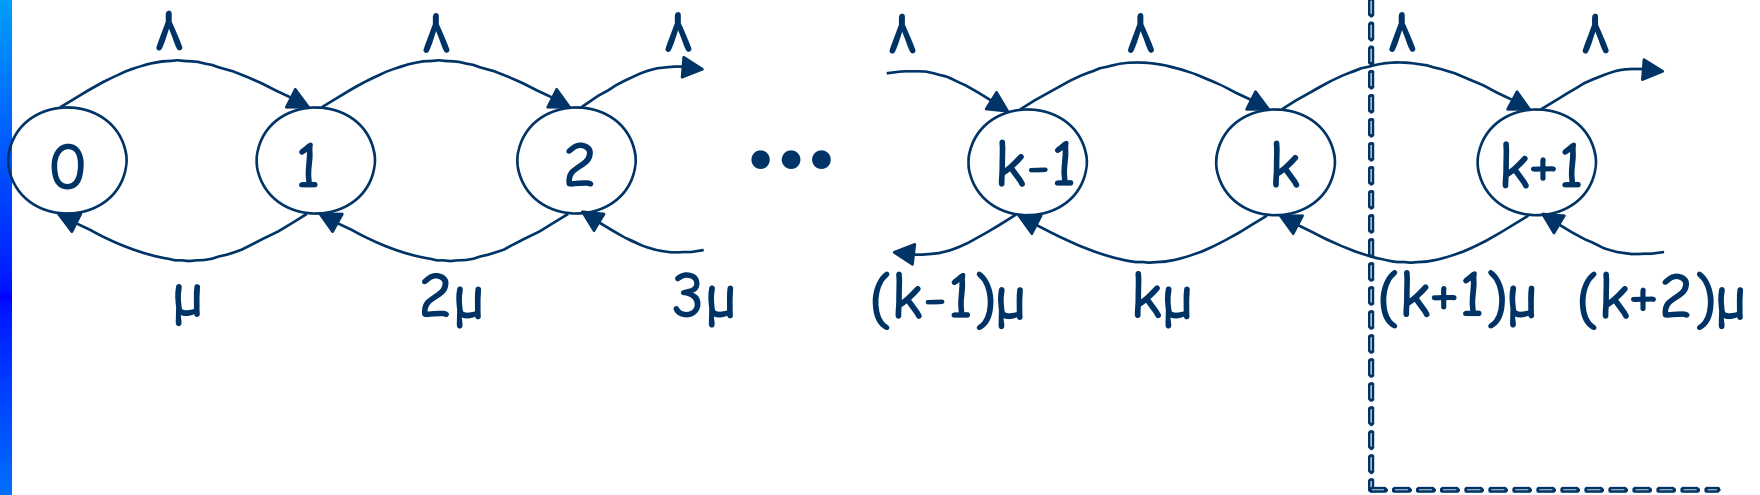 λ λ λ λ λ λ λ
0 1 2 ••• k-1 k k+1
μ 2μ 3μ (k-1)μ kμ (k+1)μ (k+2)μ